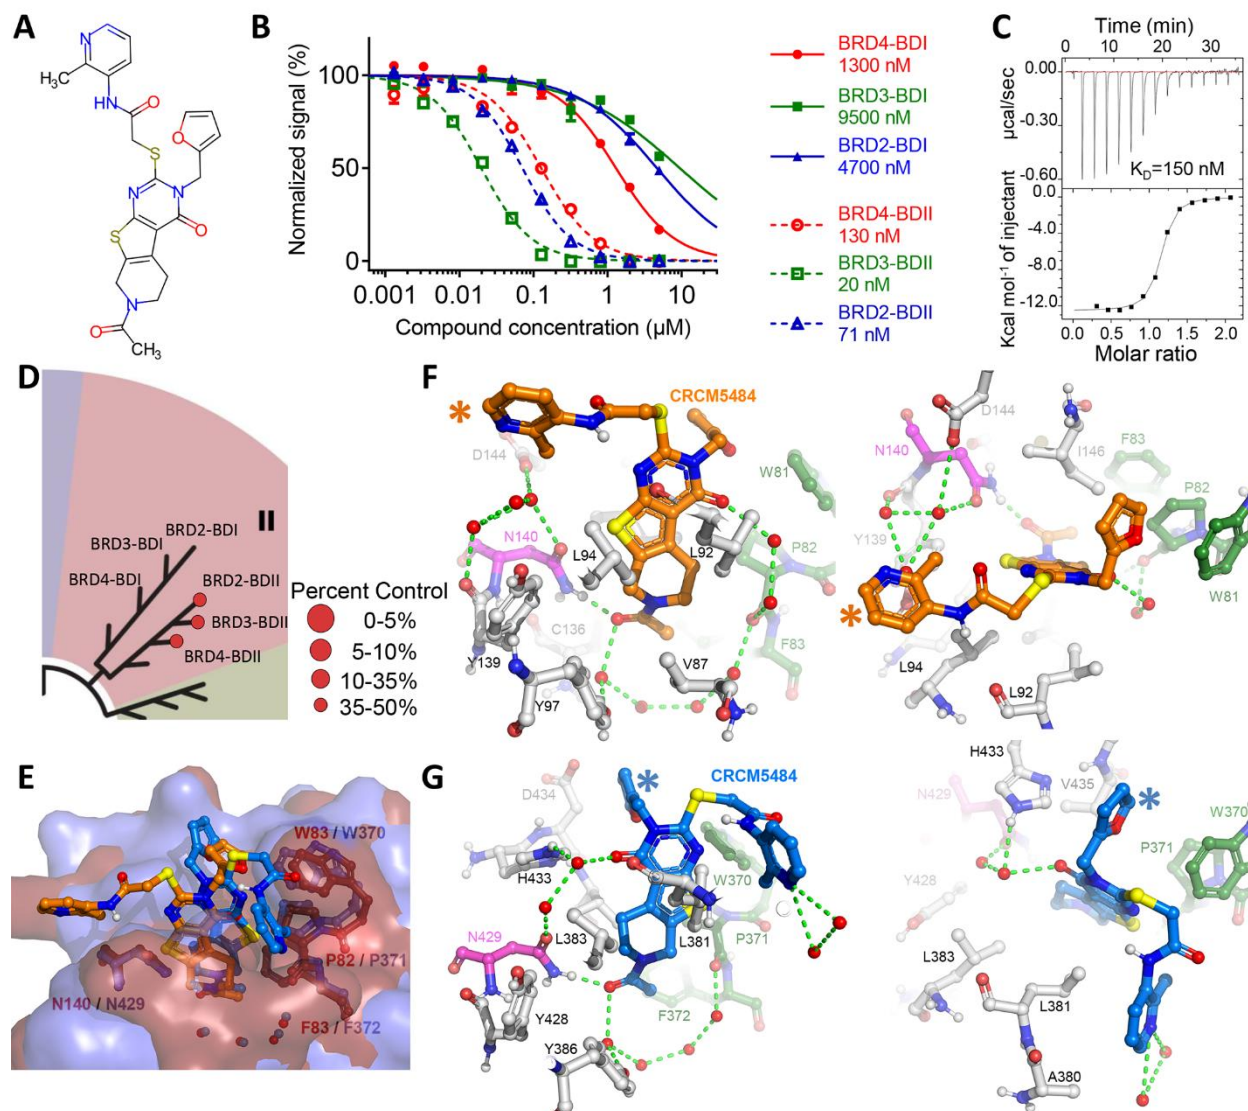 A
N
H₃C
HN
O
O
S
N
N
S
O
N
O
CH₃
B
Normalized signal (%)
100
50
0
0.001
0.01
0.1
1
10
Compound concentration (µM)
BRD4-BDI
1300 nM
BRD3-BDI
9500 nM
BRD2-BDI
4700 nM
BRD4-BDII
130 nM
BRD3-BDII
20 nM
BRD2-BDII
71 nM
C
Time (min)
0
10
20
30
0.00
-0.30
-0.60
µcal/sec
K_D=150 nM
0.0
-4.0
-8.0
-12.0
Kcal mol⁻¹ of injectant
0.0
0.5
1.0
1.5
2.0
Molar ratio
D
II
BRD2-BDI
BRD3-BDI
BRD4-BDI
BRD2-BDII
BRD3-BDII
BRD4-BDII
Percent Control
0-5%
5-10%
10-35%
35-50%
E
W83 / W370
P82 / P371
N140 / N429
F83 / F372
F
CRCM5484
*
D144
W81
N140
L94
L92
P82
C136
F83
Y139
Y97
V87
D144
N140
F83
I146
P82
Y139
W81
*
L94
L92
G
*
CRCM5484
D434
H433
W370
L383
L381
N429
P371
Y428
F372
Y386
H433
N429
V435
*
W370
P371
Y428
L383
L381
A380